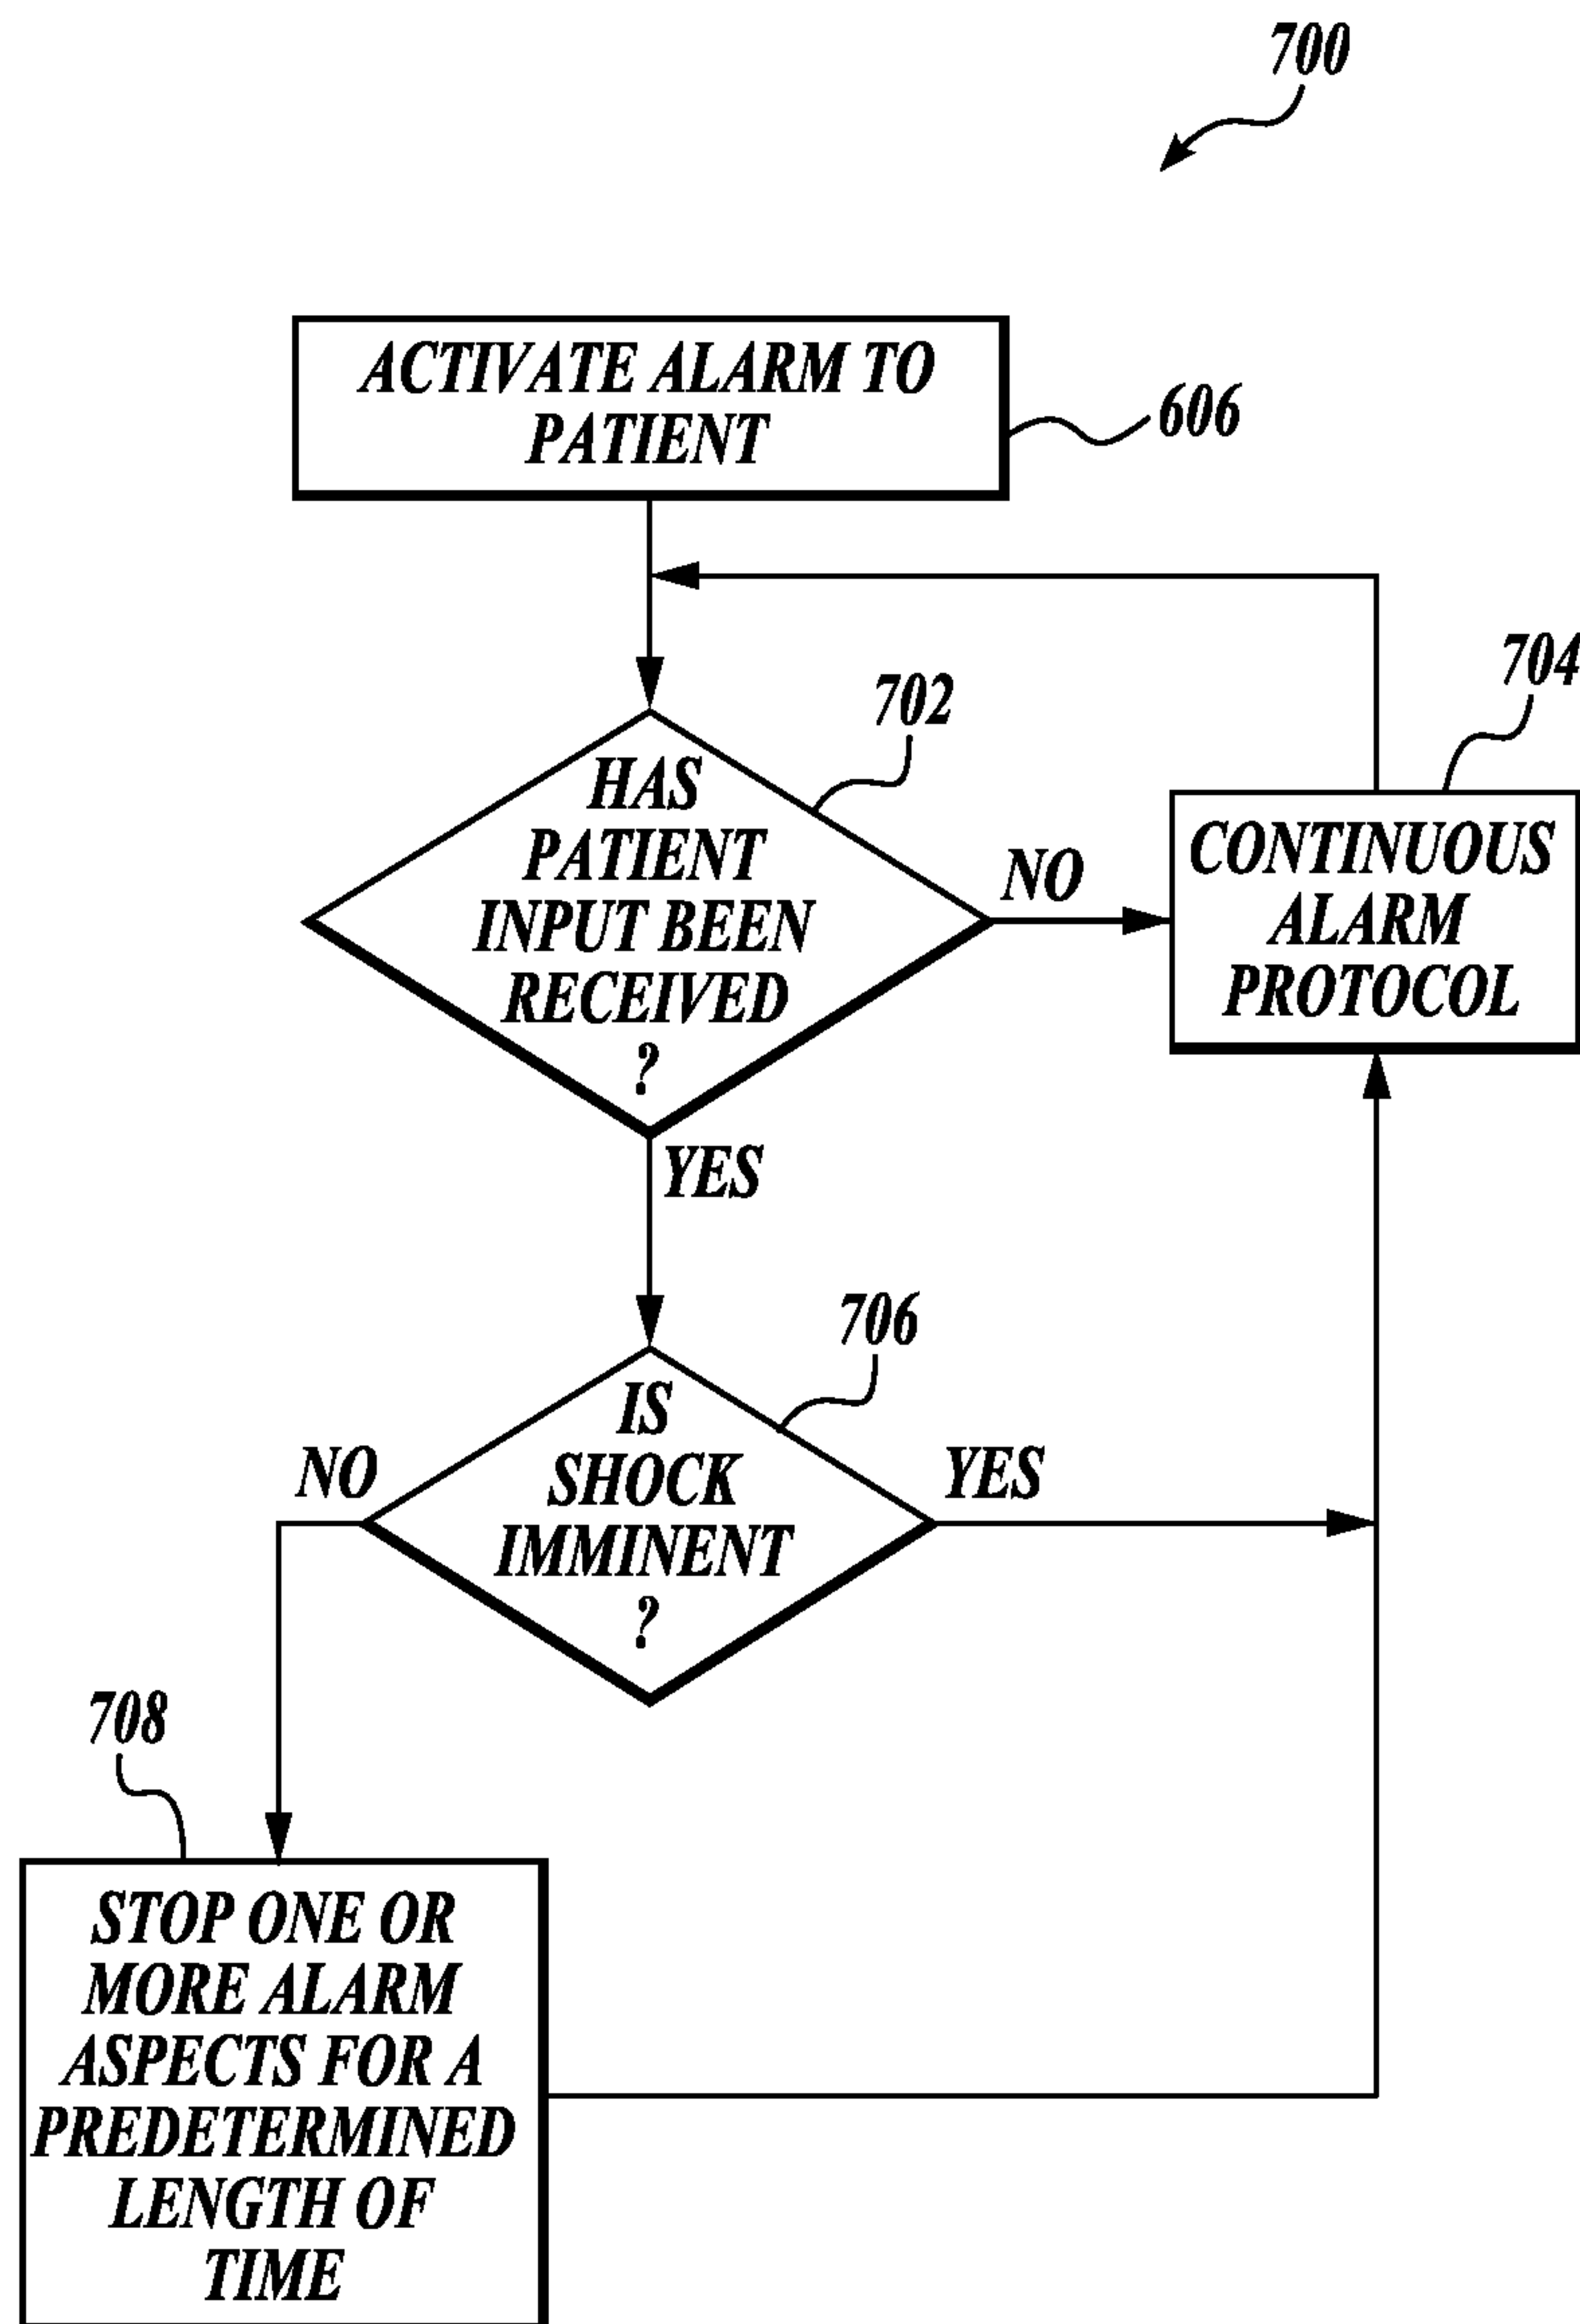 700
ACTIVATE ALARM TO
PATIENT
606
702
704
HAS
PATIENT
INPUT BEEN
RECEIVED
?
NO
CONTINUOUS
ALARM
PROTOCOL
YES
706
IS
SHOCK
IMMINENT
?
NO
YES
708
STOP ONE OR
MORE ALARM
ASPECTS FOR A
PREDETERMINED
LENGTH OF
TIME